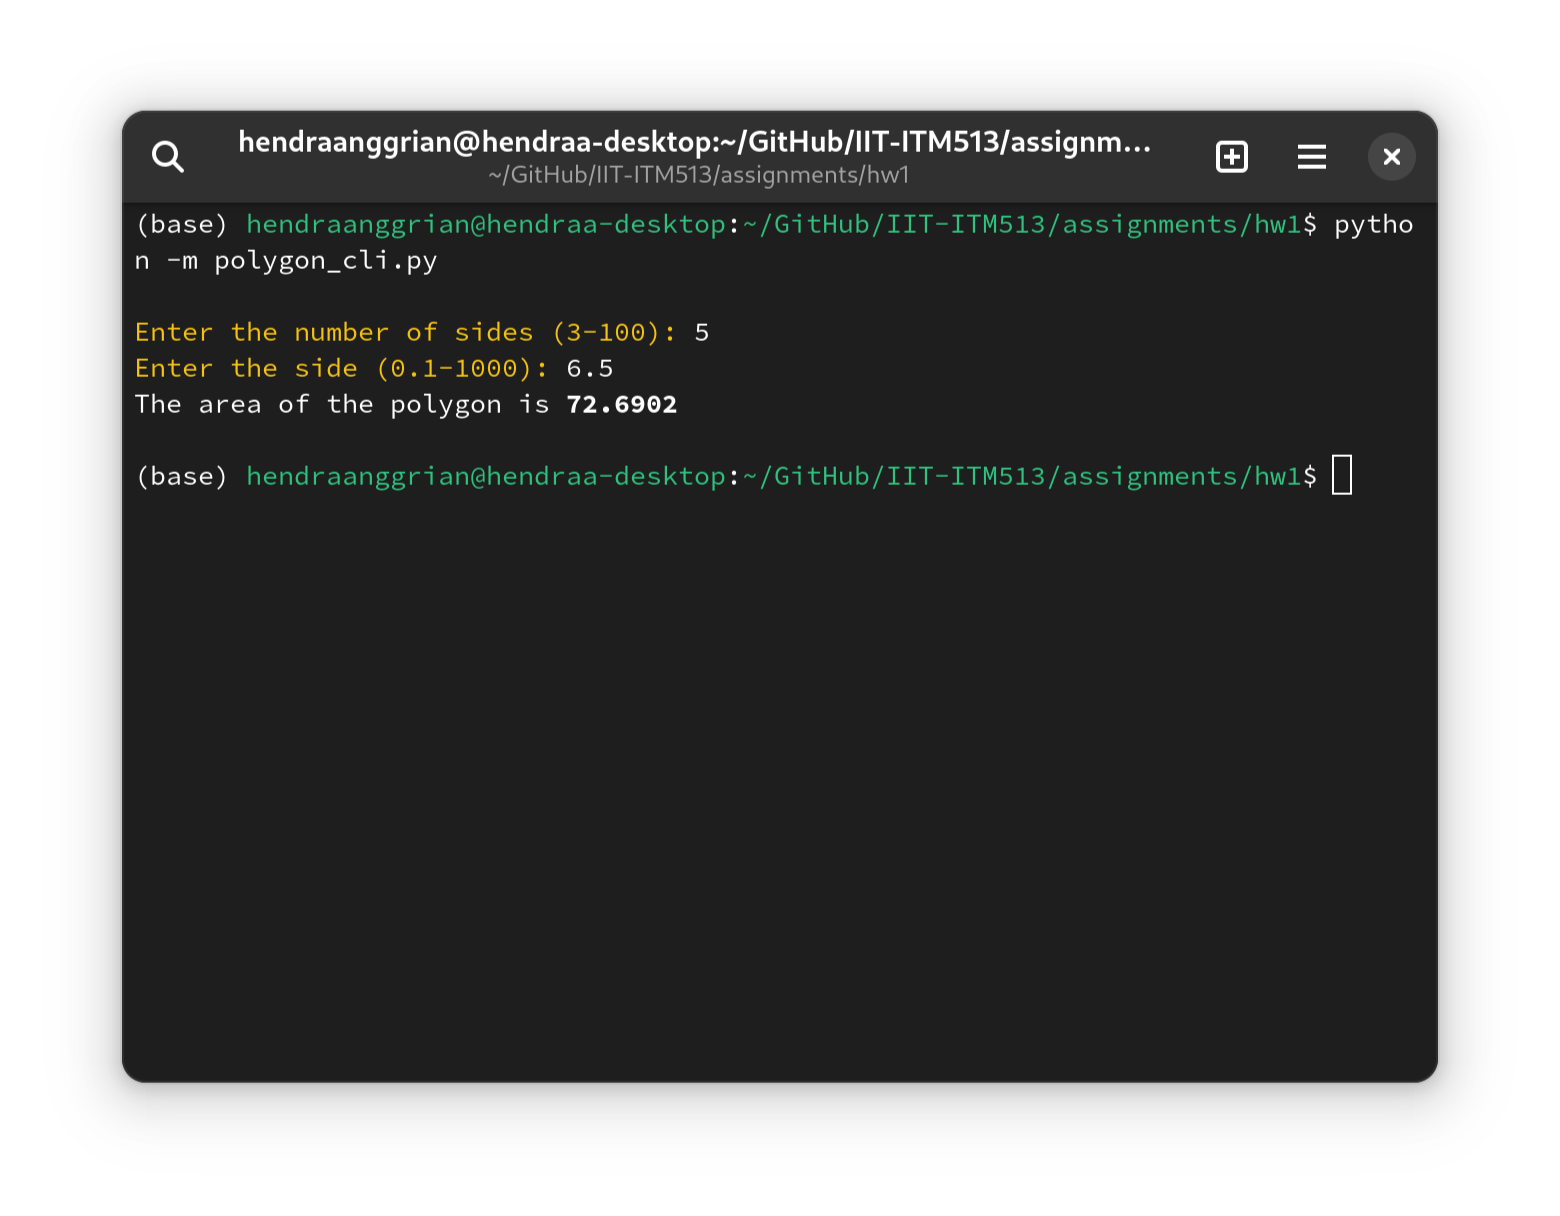 hendraanggrian@hendraa-desktop:~/GitHub/IIT-ITM513/assignm...
~/GitHub/IIT-ITM513/assignments/hw1
(base) hendraanggrian@hendraa-desktop:~/GitHub/IIT-ITM513/assignments/hw1$ pytho
n -m polygon_cli.py
Enter the number of sides (3-100): 5
Enter the side (0.1-1000): 6.5
The area of the polygon is 72.6902
(base) hendraanggrian@hendraa-desktop:~/GitHub/IIT-ITM513/assignments/hw1$